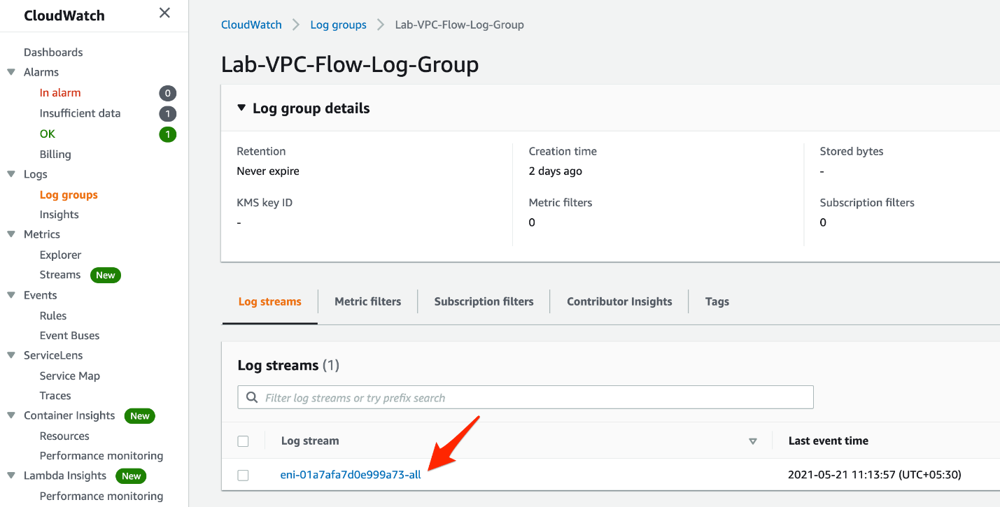 CloudWatch
Dashboards
Alarms
In alarm 0
Insufficient data 1
OK 1
Billing
Logs
Log groups
Insights
Metrics
Explorer
Streams New
Events
Rules
Event Buses
ServiceLens
Service Map
Traces
Container Insights New
Resources
Performance monitoring
Lambda Insights New
Performance monitoring
CloudWatch Log groups Lab-VPC-Flow-Log-Group
Lab-VPC-Flow-Log-Group
Log group details
Retention
Never expire
KMS key ID
-
Creation time
2 days ago
Metric filters
0
Stored bytes
-
Subscription filters
0
Log streams Metric filters Subscription filters Contributor Insights Tags
Log streams (1)
Filter log streams or try prefix search
Log stream Last event time
eni-01a7afa7d0e999a73-all 2021-05-21 11:13:57 (UTC+05:30)